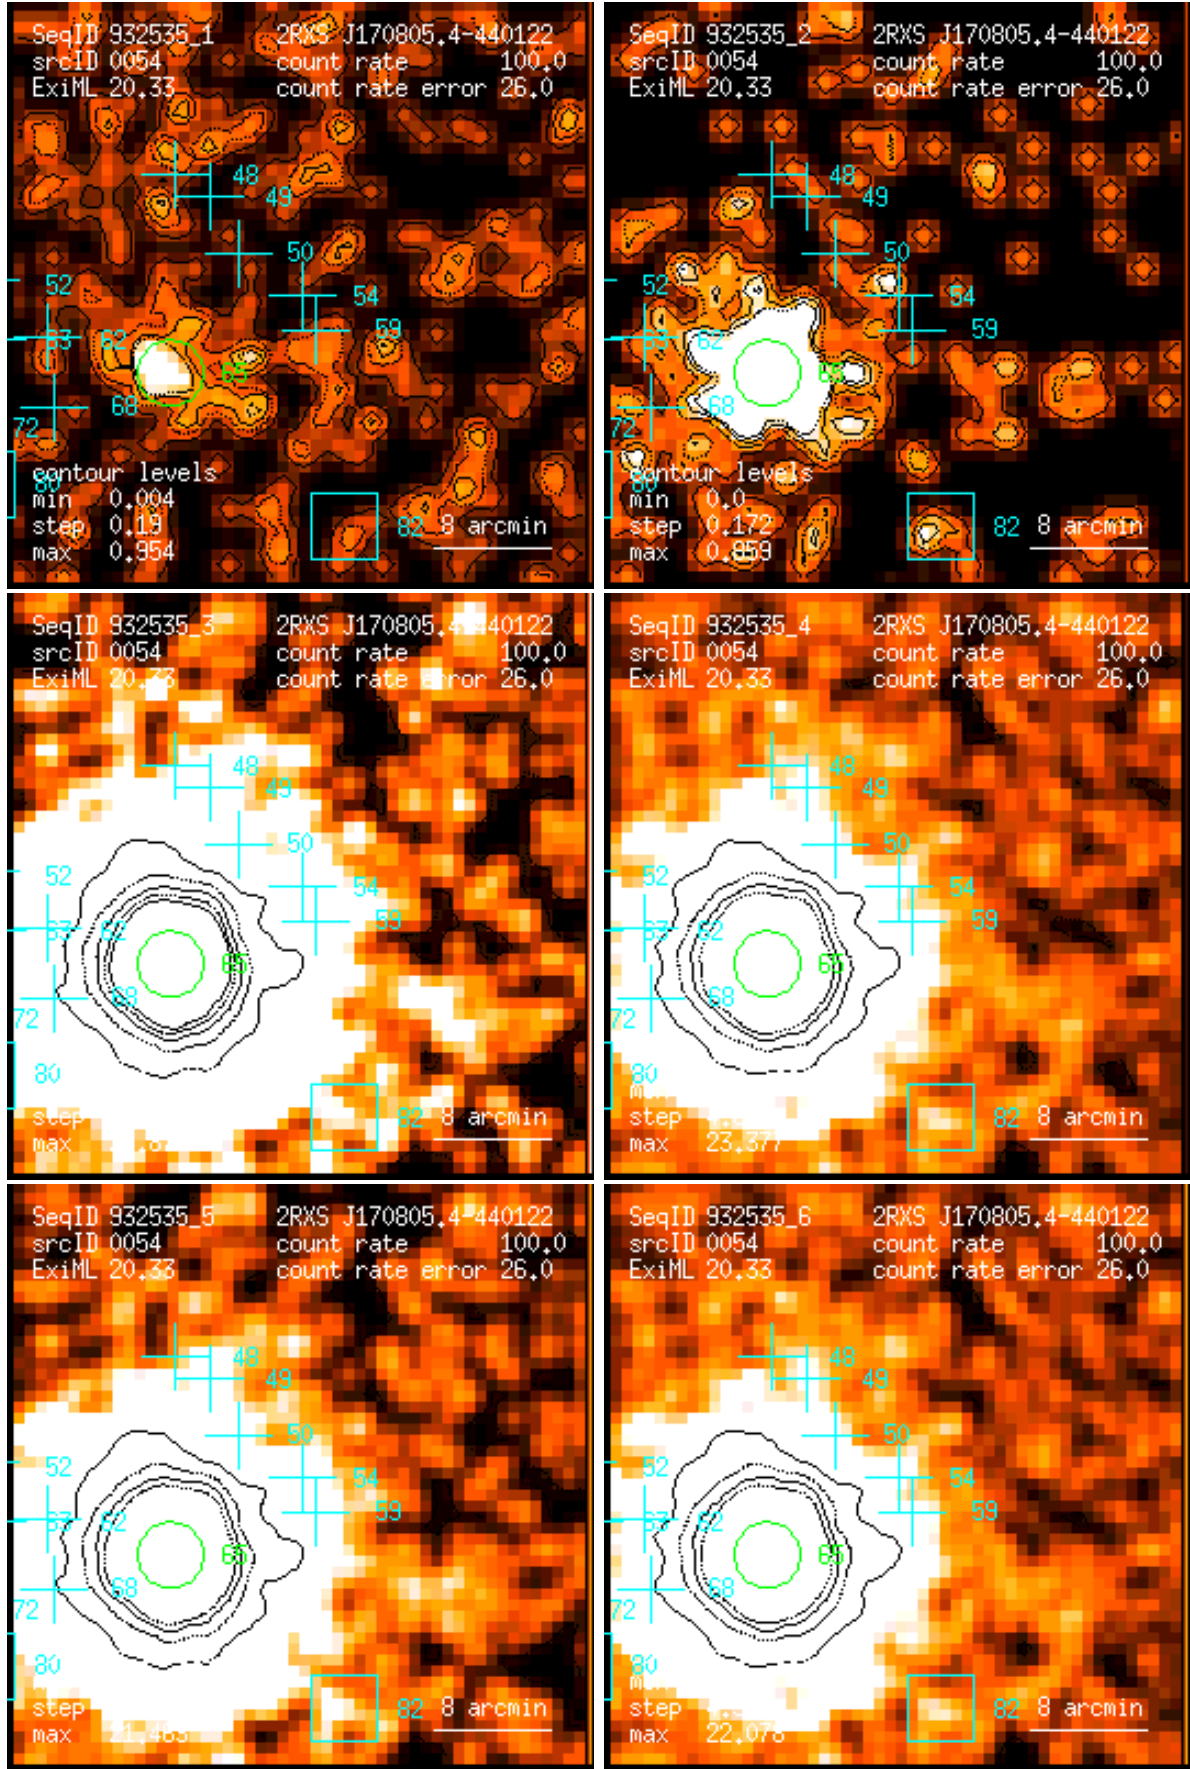 SeqID 932535_1 2RXS J170805.4-440122
srcID 0054 count rate 100.0
ExiML 20.33 count rate error 26.0
48
49
50
52
54
63 62 59
65
68
72
80
contour levels
min 0.004
step 0.19 82 8 arcmin
max 0.954
SeqID 932535_2 2RXS J170805.4-440122
srcID 0054 count rate 100.0
ExiML 20.33 count rate error 26.0
48
49
50
52
54
63 62 59
65
68
72
80
contour levels
min 0.0
step 0.172 82 8 arcmin
max 0.859
SeqID 932535_3 2RXS J170805.4-440122
srcID 0054 count rate 100.0
ExiML 20.33 count rate error 26.0
48
49
50
52
54
63 62 59
65
68
72
80
step 82 8 arcmin
max
SeqID 932535_4 2RXS J170805.4-440122
srcID 0054 count rate 100.0
ExiML 20.33 count rate error 26.0
48
49
50
52
54
63 62 59
65
68
72
80
step 82 8 arcmin
max 23.377
SeqID 932535_5 2RXS J170805.4-440122
srcID 0054 count rate 100.0
ExiML 20.33 count rate error 26.0
48
49
50
52
54
63 62 59
65
68
72
80
step 82 8 arcmin
max 21.463
SeqID 932535_6 2RXS J170805.4-440122
srcID 0054 count rate 100.0
ExiML 20.33 count rate error 26.0
48
49
50
52
54
63 62 59
65
68
72
80
step 82 8 arcmin
max 22.078